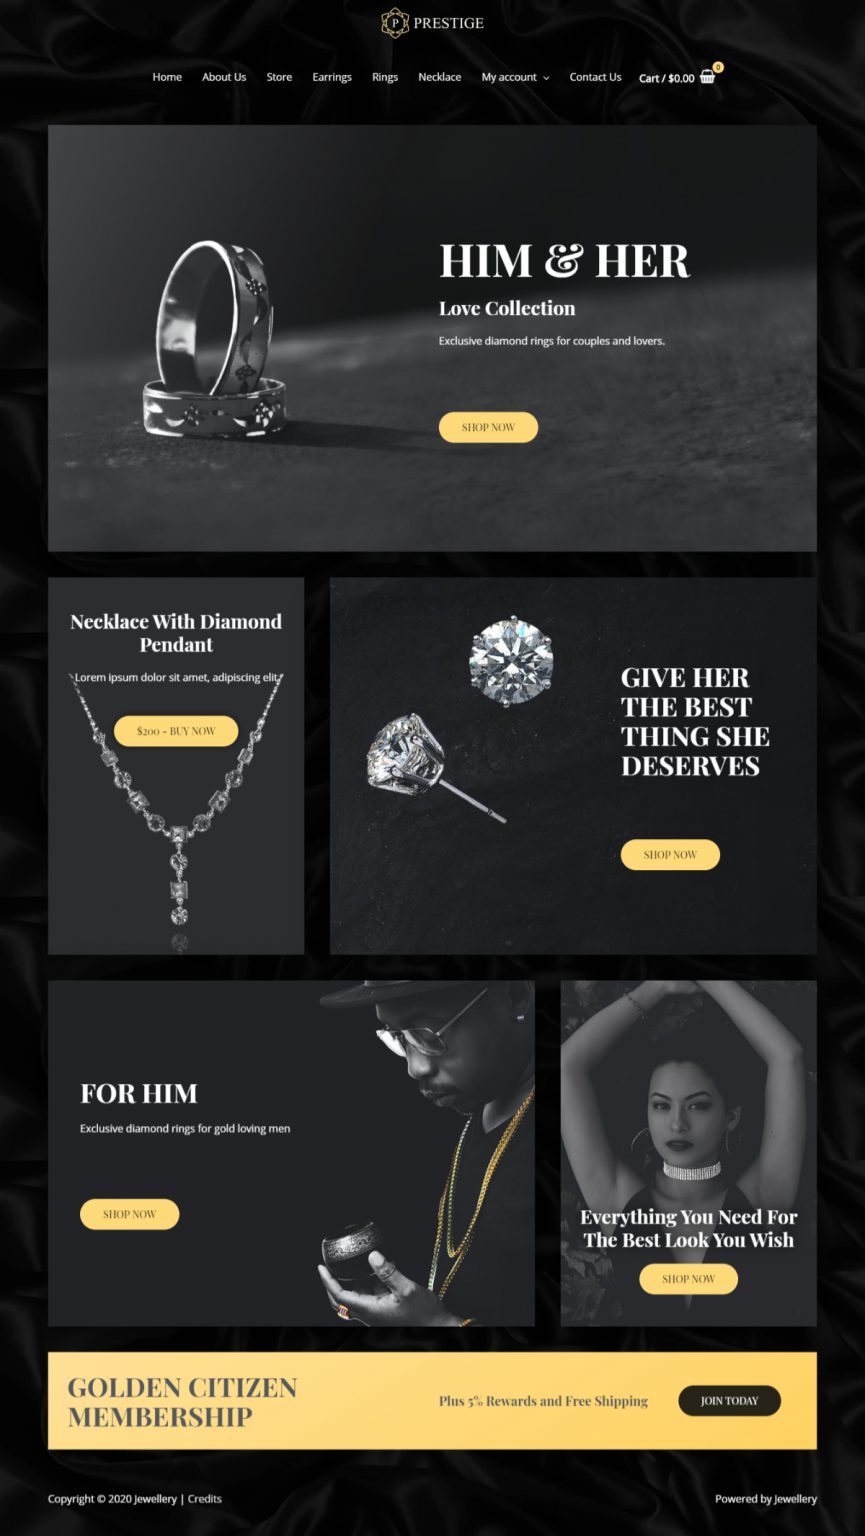 P PRESTIGE
Home About Us Store Earrings Rings Necklace My account Contact Us Cart / $0.00 0
HIM & HER
Love Collection
Exclusive diamond rings for couples and lovers.
SHOP NOW
Necklace With Diamond
Pendant
Lorem ipsum dolor sit amet, adipiscing elit.
$200 - BUY NOW
GIVE HER
THE BEST
THING SHE
DESERVES
SHOP NOW
FOR HIM
Exclusive diamond rings for gold loving men
SHOP NOW
Everything You Need For
The Best Look You Wish
SHOP NOW
GOLDEN CITIZEN
MEMBERSHIP
Plus 5% Rewards and Free Shipping
JOIN TODAY
Copyright © 2020 Jewellery | Credits
Powered by Jewellery